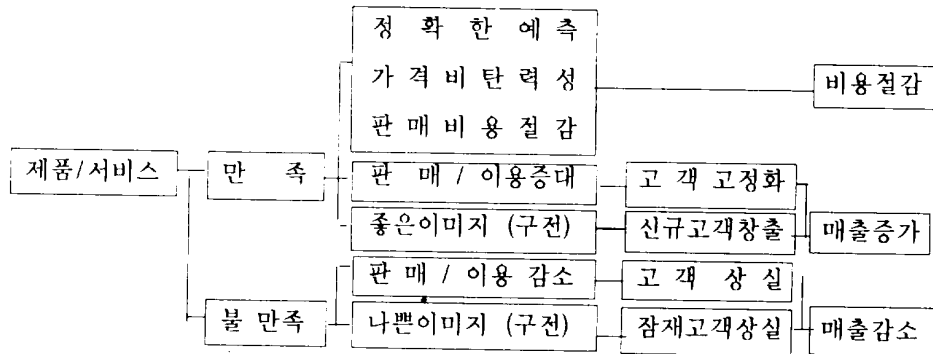 정 확 한 예 측
가 격 비 탄 력 성
비용절감
판 매 비 용 절 감
제품/서비스
만 족
판 매 / 이용증대
고 객 고정화
좋은이미지 (구전)
신규고객창출
매출증가
판 매 / 이용 감소
고 객 상 실
불 만족
나쁜이미지 (구전)
잠재고객상실
매출감소